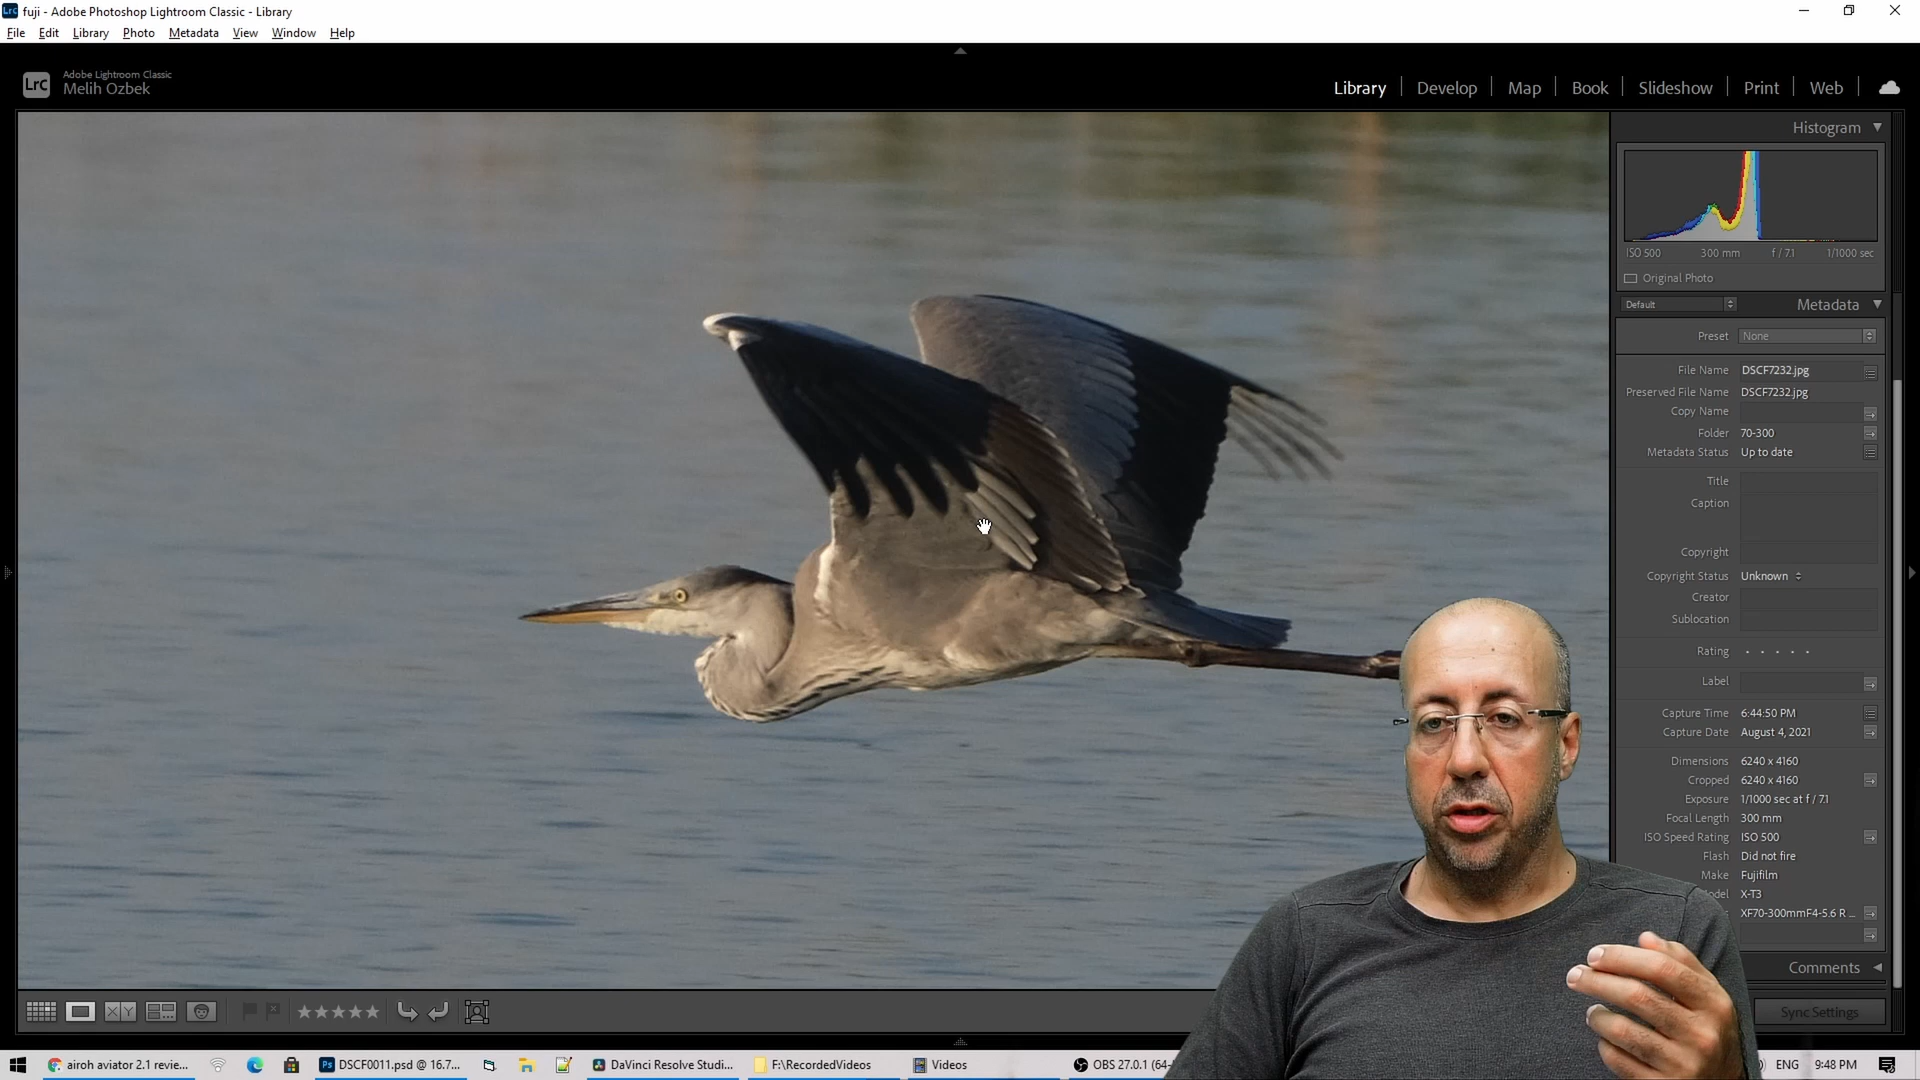 fuji - Adobe Photoshop Lightroom Classic - Library
File Edit Library Photo Metadata View Window Help
LrC
Adobe Lightroom Classic
Melih Ozbek
Library Develop Map Book Slideshow Print Web
Histogram
ISO 500 300 mm f / 7.1 1/1000 sec
Original Photo
Default Metadata
Preset None
File Name DSCF7232.jpg
Preserved File Name DSCF7232.jpg
Copy Name
Folder 70-300
Metadata Status Up to date
Title
Caption
Copyright
Copyright Status Unknown
Creator
Sublocation
Rating
Label
Capture Time 6:44:50 PM
Capture Date August 4, 2021
Dimensions 6240 x 4160
Cropped 6240 x 4160
Exposure 1/1000 sec at f / 7.1
Focal Length 300 mm
ISO Speed Rating ISO 500
Flash Did not fire
Make Fujifilm
X-T3
XF70-300mmF4-5.6 R ...
Comments
XY
Sync Settings
airoh aviator 2.1 revie...
DSCF0011.psd @ 16.7...
DaVinci Resolve Studi...
F:\RecordedVideos
Videos
OBS 27.0.1 (64-
ENG 9:48 PM